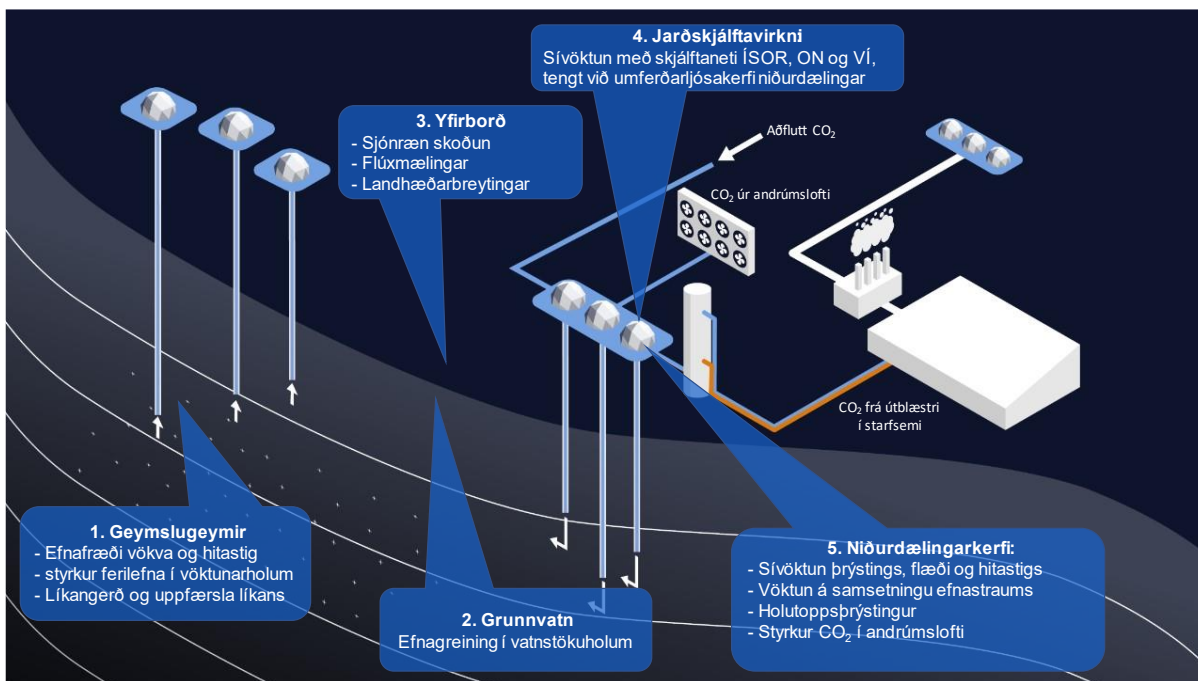 4. Jarðskjálftavirkni:
Sívöktun með skjálftaneti ÍSOR, ON og VÍ,
tengt við umferðarljósakerfi niðurdælingar
3. Yfirborð
- Sjónræn skoðun
- Flúxmælingar
- Landhæðarbreytingar
Aðflutt CO₂
CO₂ úr andrúmslofti
CO₂ frá útblæstri
í starfsemi
1. Geymslugeymir
- Efnafræði vökva og hitastig
- styrkur ferilefna í vöktunarholum
- Líkangerð og uppfærsla líkans
2. Grunnvatn
Efnagreining í vatnstökuholum
5. Niðurdælingarkerfi:
- Sívöktun þrýstings, flæði og hitastigs
- Vöktun á samsetningu efnastraums
- Holutoppsþrýstingur
- Styrkur CO₂ í andrúmslofti